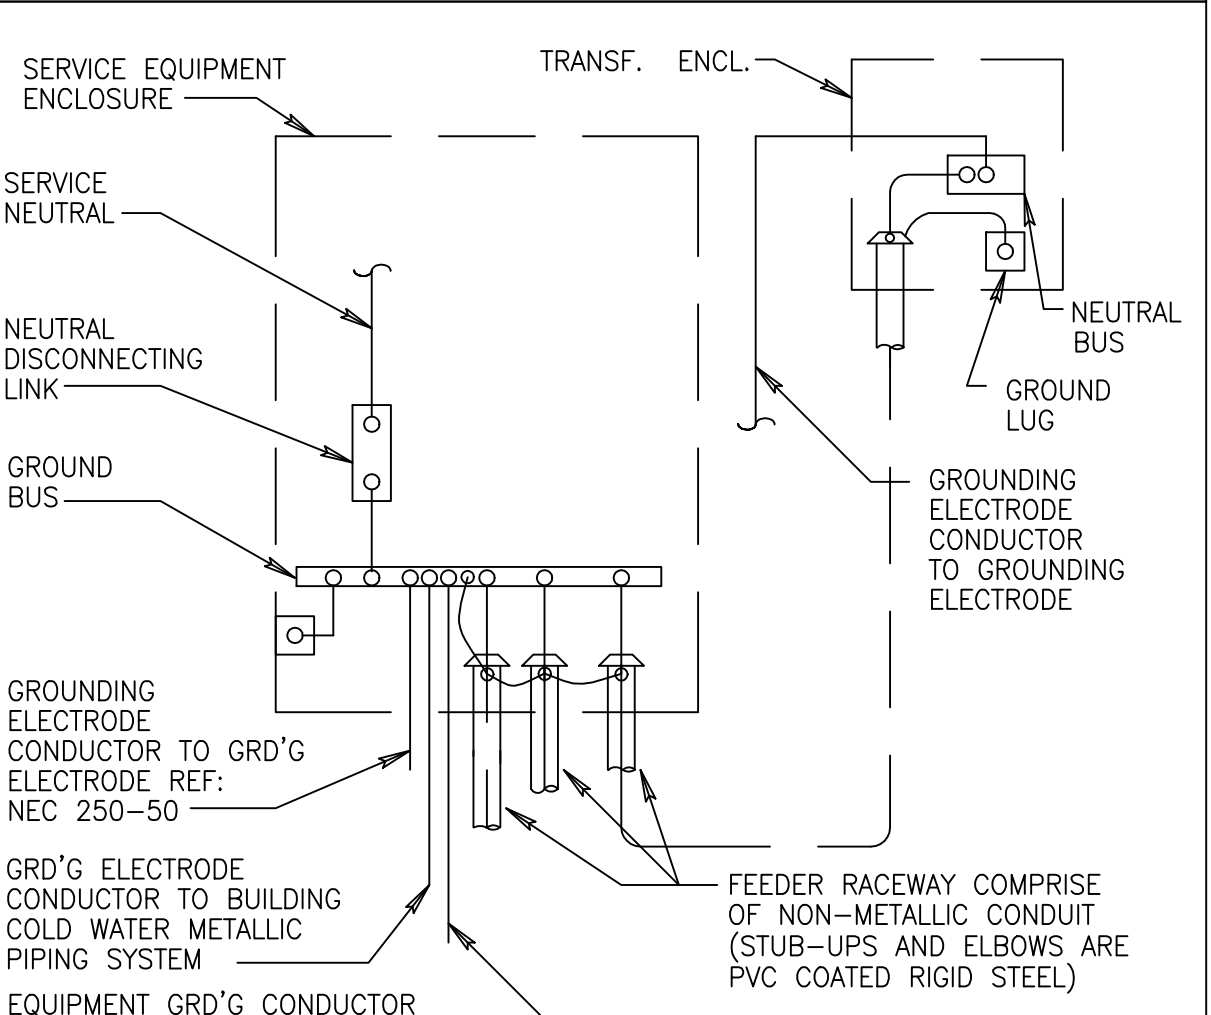 SERVICE EQUIPMENT
ENCLOSURE
TRANSF. ENCL.
SERVICE
NEUTRAL
NEUTRAL
DISCONNECTING
LINK
GROUND
BUS
NEUTRAL
BUS
GROUND
LUG
GROUNDING
ELECTRODE
CONDUCTOR
TO GROUNDING
ELECTRODE
GROUNDING
ELECTRODE
CONDUCTOR TO GRD'G
ELECTRODE REF:
NEC 250-50
GRD'G ELECTRODE
CONDUCTOR TO BUILDING
COLD WATER METALLIC
PIPING SYSTEM
FEEDER RACEWAY COMPRISE
OF NON-METALLIC CONDUIT
(STUB-UPS AND ELBOWS ARE
PVC COATED RIGID STEEL)
EQUIPMENT GRD'G CONDUCTOR